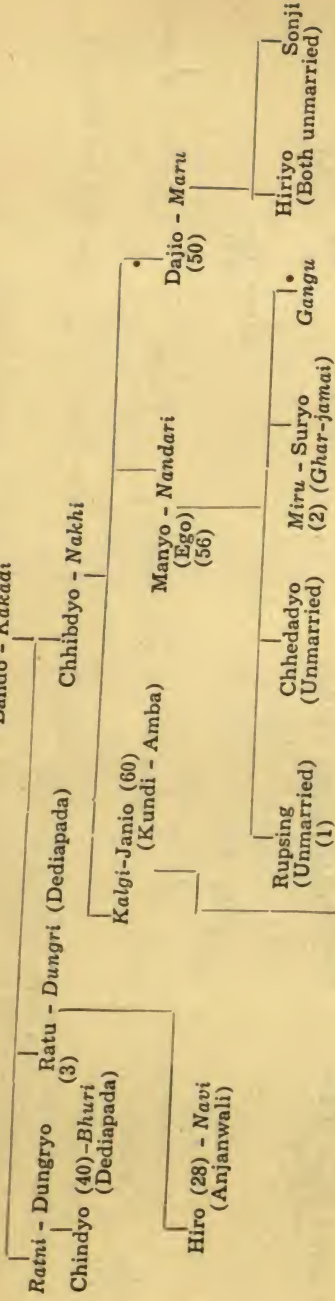 Bando - Kakadi
Ratni - Dungryo
Ratu - Dungri (Dediapada)
(3)
Chhibdyo - Nakhi
Chindyo (40)-Bhuri
(Dediapada)
Hiro (28) - Navi
(Anjanwali)
Kalgi-Janio (60)
(Kundi - Amba)
Manyo - Nandari
(Ego)
(56)
Dajio - Maru
(50)
Rupsing
(Unmarried)
(1)
Chhedadyo
(Unmarried)
Miru - Suryo
(2) (Ghar-jamai)
Gangu
Hiriyo
Sonji
(Both unmarried)